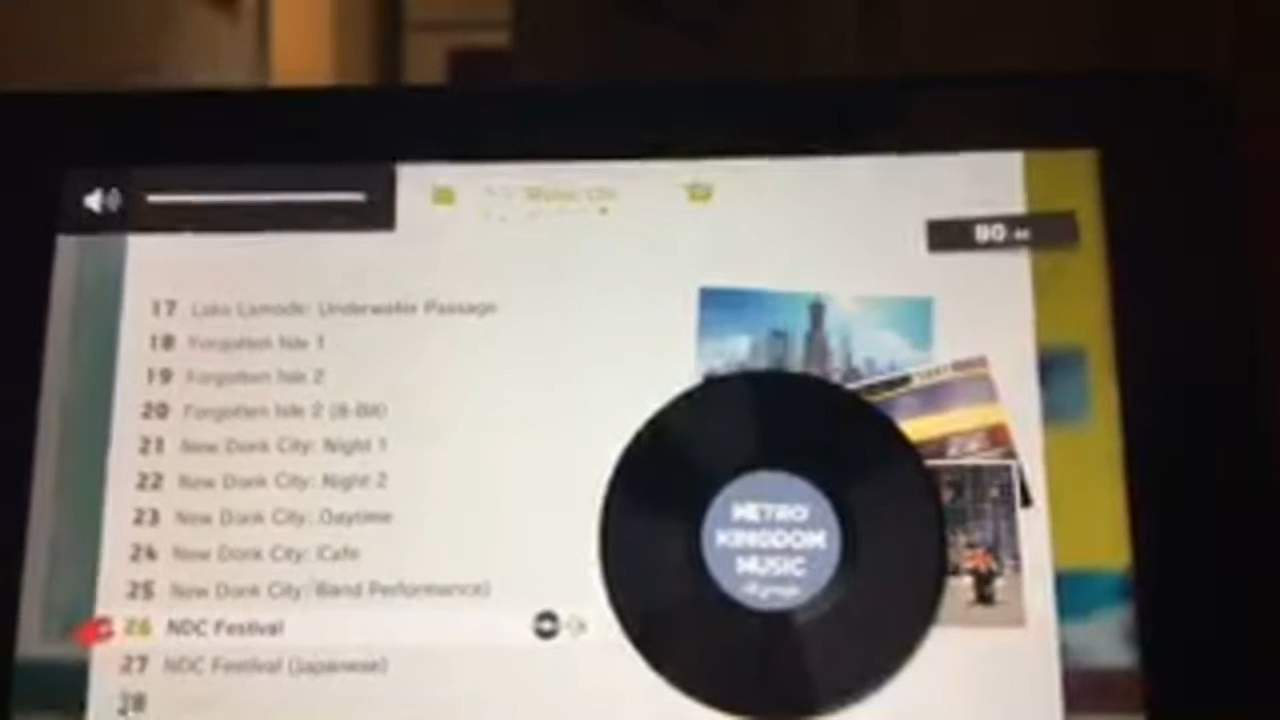 Music List
80
17 Lake Lamode: Underwater Passage
18 Forgotten Isle 1
19 Forgotten Isle 2
20 Forgotten Isle 2 (8-Bit)
21 New Donk City: Night 1
22 New Donk City: Night 2
23 New Donk City: Daytime
24 New Donk City: Cafe
25 New Donk City: Band Performance)
26 NDC Festival
27 NDC Festival (Japanese)
28
METRO
KINGDOM
MUSIC